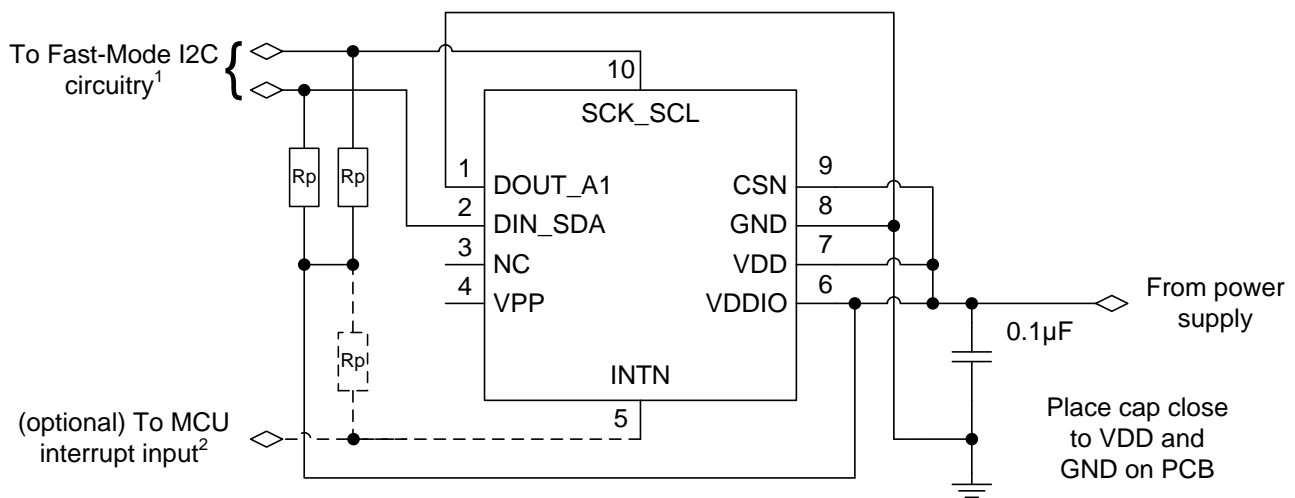 To Fast-Mode I2C
circuitry1
{
10
SCK_SCL
Rp
Rp
1
DOUT_A1
2
DIN_SDA
3
NC
4
VPP
9
CSN
8
GND
7
VDD
6
VDDIO
From power
supply
0.1µF
Rp
INTN
5
(optional) To MCU
interrupt input2
Place cap close
to VDD and
GND on PCB